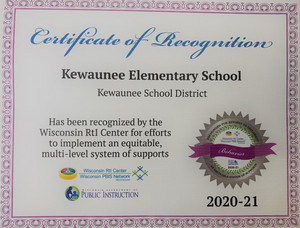 Certificate of Recognition
Kewaunee Elementary School
Kewaunee School District
Has been recognized by the
Wisconsin RtI Center for efforts
to implement an equitable,
multi-level system of supports
Wisconsin RtI Center
Wisconsin PBIS Network
PUBLIC INSTRUCTION
Behavior
2020-21